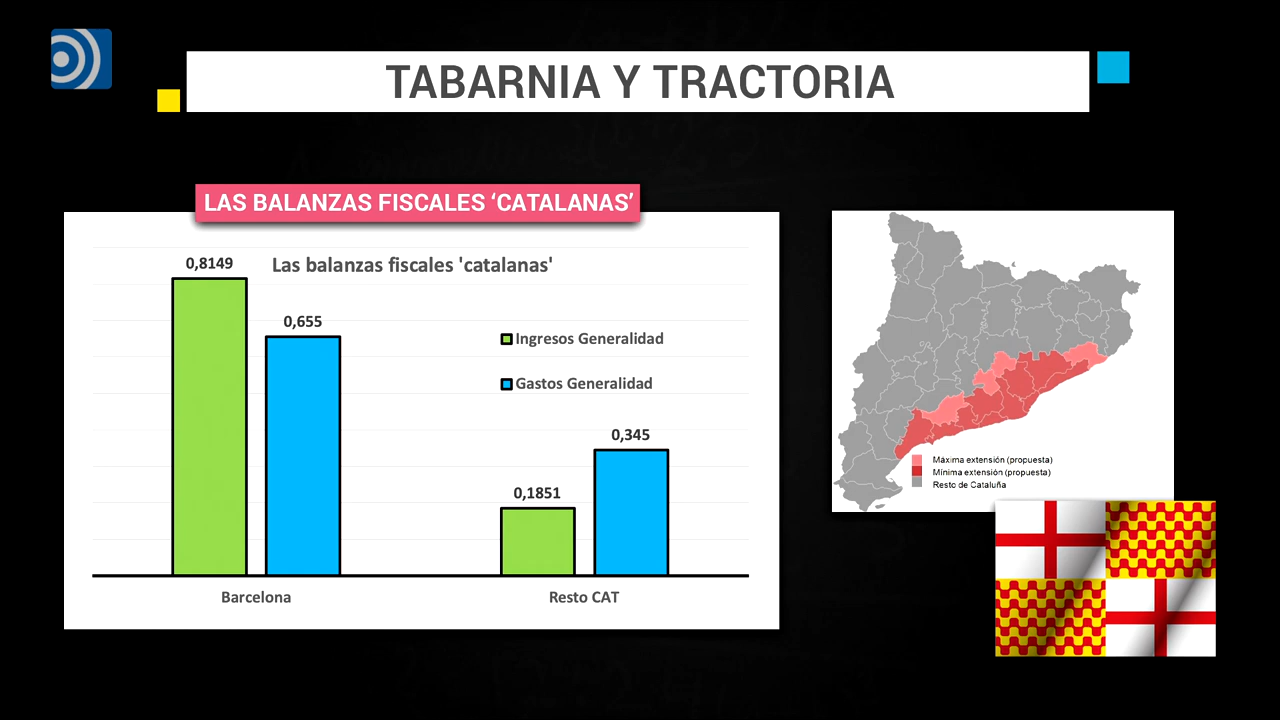 TABARNIA Y TRACTORIA
LAS BALANZAS FISCALES ‘CATALANAS’
Las balanzas fiscales 'catalanas'
0,8149
0,655
Ingresos Generalidad
Gastos Generalidad
0,345
0,1851
Barcelona
Resto CAT
Máxima extensión (propuesta)
Mínima extensión (propuesta)
Resto de Cataluña